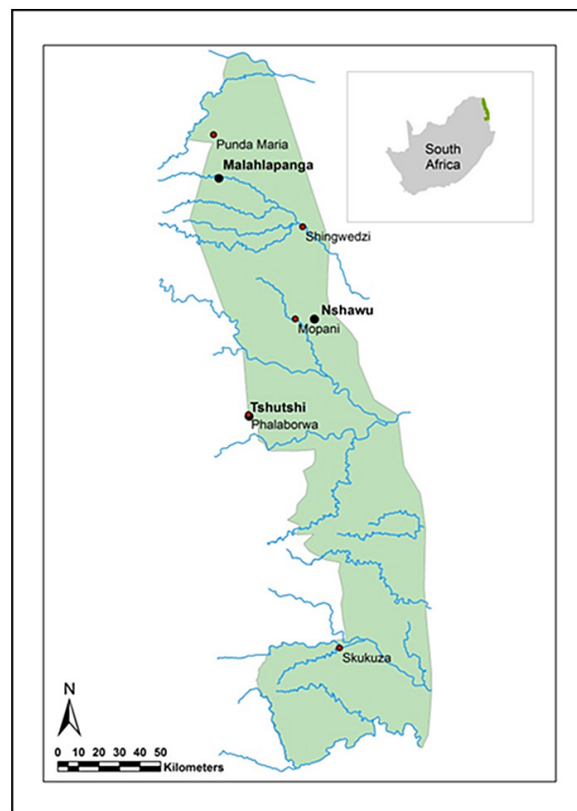 Punda Maria
Malahlapanga
South
Africa
Shingwedzi
Nshawu
Mopani
Tshutshi
Phalaborwa
Skukuza
N
0 10 20 30 40 50
Kilometers